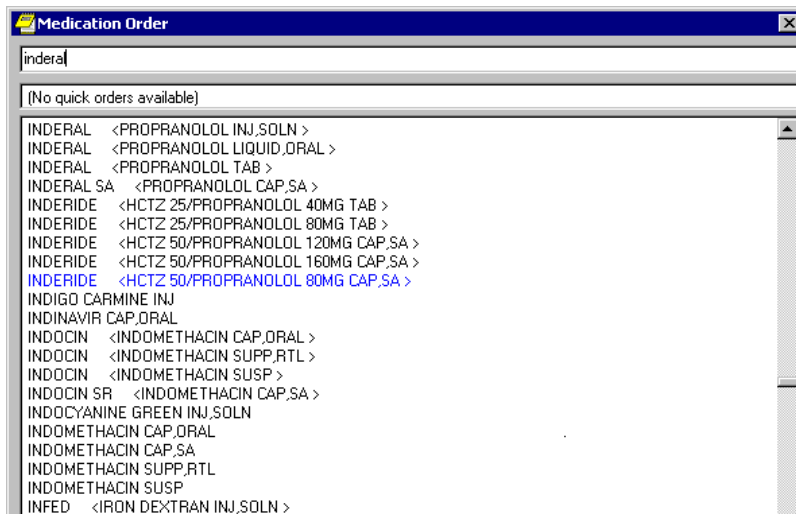 Medication Order
inderal
(No quick orders available)
INDERAL <PROPRANOLOL INJ,SOLN >
INDERAL <PROPRANOLOL LIQUID,ORAL >
INDERAL <PROPRANOLOL TAB >
INDERAL SA <PROPRANOLOL CAP,SA >
INDERIDE <HCTZ 25/PROPRANOLOL 40MG TAB >
INDERIDE <HCTZ 25/PROPRANOLOL 80MG TAB >
INDERIDE <HCTZ 50/PROPRANOLOL 120MG CAP,SA >
INDERIDE <HCTZ 50/PROPRANOLOL 160MG CAP,SA >
INDERIDE <HCTZ 50/PROPRANOLOL 80MG CAP,SA >
INDIGO CARMINE INJ
INDINAVIR CAP,ORAL
INDOCIN <INDOMETHACIN CAP,ORAL >
INDOCIN <INDOMETHACIN SUPP,RTL >
INDOCIN <INDOMETHACIN SUSP >
INDOCIN SR <INDOMETHACIN CAP,SA >
INDOCYANINE GREEN INJ,SOLN
INDOMETHACIN CAP,ORAL
INDOMETHACIN CAP,SA
INDOMETHACIN SUPP,RTL
INDOMETHACIN SUSP
INFED <IRON DEXTRAN INJ,SOLN >